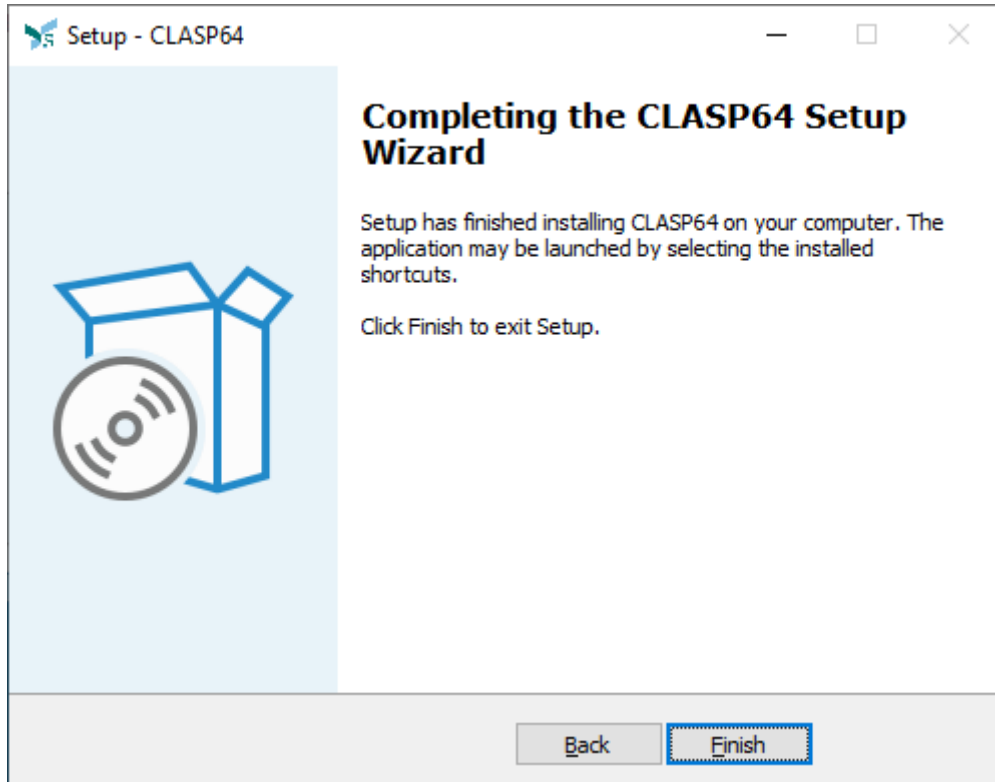 Setup - CLASP64
Completing the CLASP64 Setup
Wizard
Setup has finished installing CLASP64 on your computer. The
application may be launched by selecting the installed
shortcuts.
Click Finish to exit Setup.
Back
Finish